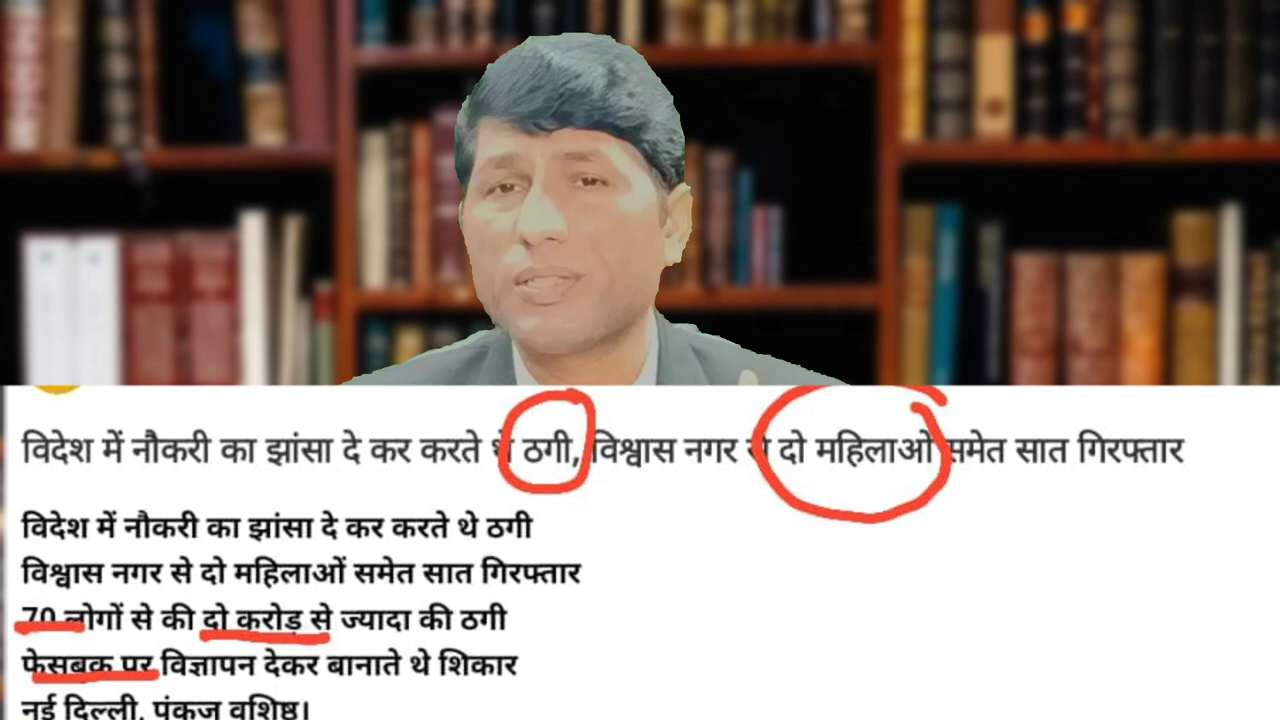 विदेश में नौकरी का झांसा दे कर करते थे ठगी, विश्वास नगर से दो महिलाओं समेत सात गिरफ्तार
विदेश में नौकरी का झांसा दे कर करते थे ठगी
विश्वास नगर से दो महिलाओं समेत सात गिरफ्तार
70 लोगों से की दो करोड़ से ज्यादा की ठगी
फेसबुक पर विज्ञापन देकर बानाते थे शिकार
नई दिल्ली, पंकज वशिष्ठ।